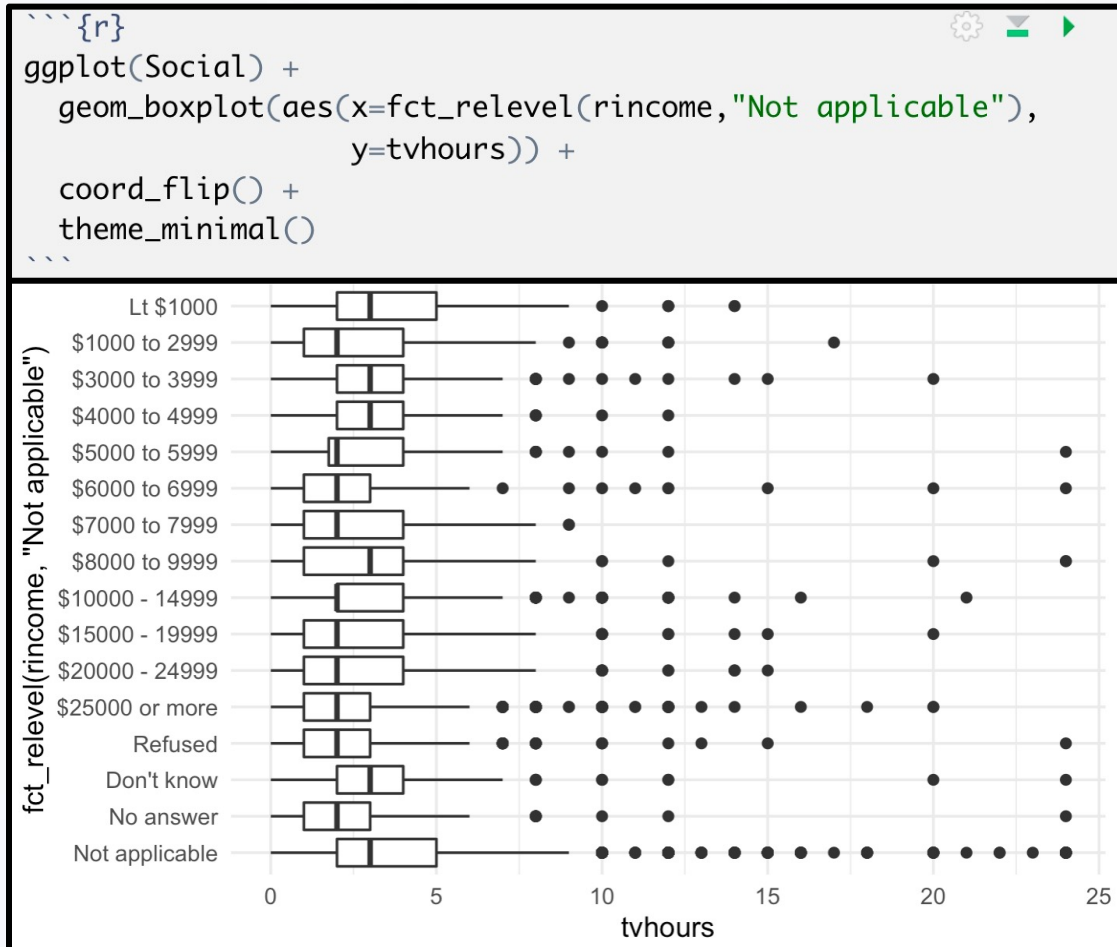 ```{r}
ggplot(Social) +
  geom_boxplot(aes(x=fct_relevel(rincome,"Not applicable"),
                   y=tvhours)) +
  coord_flip() +
  theme_minimal()
```
fct_relevel(rincome, "Not applicable")
Lt $1000
$1000 to 2999
$3000 to 3999
$4000 to 4999
$5000 to 5999
$6000 to 6999
$7000 to 7999
$8000 to 9999
$10000 - 14999
$15000 - 19999
$20000 - 24999
$25000 or more
Refused
Don't know
No answer
Not applicable
0 5 10 15 20 25
tvhours